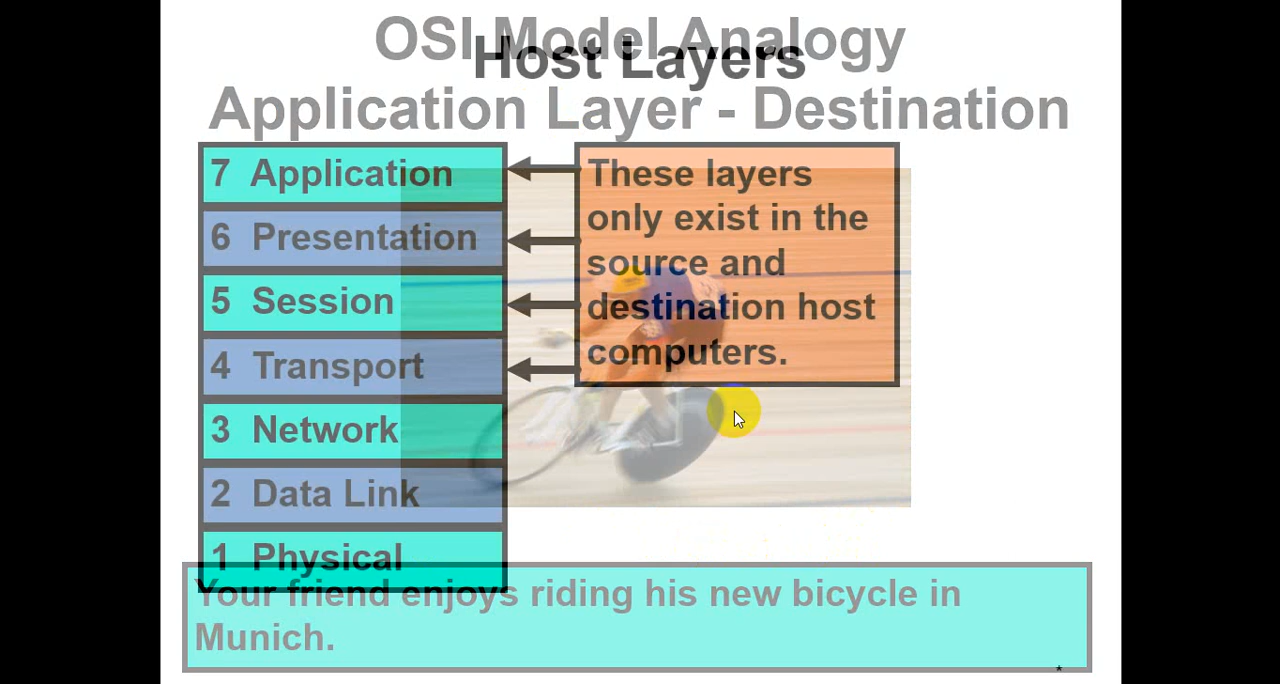 OSI Model Analogy
Host Layers
Application Layer - Destination
7 Application
6 Presentation
5 Session
4 Transport
3 Network
2 Data Link
1 Physical
These layers
only exist in the
source and
destination host
computers.
Your friend enjoys riding his new bicycle in
Munich.
*